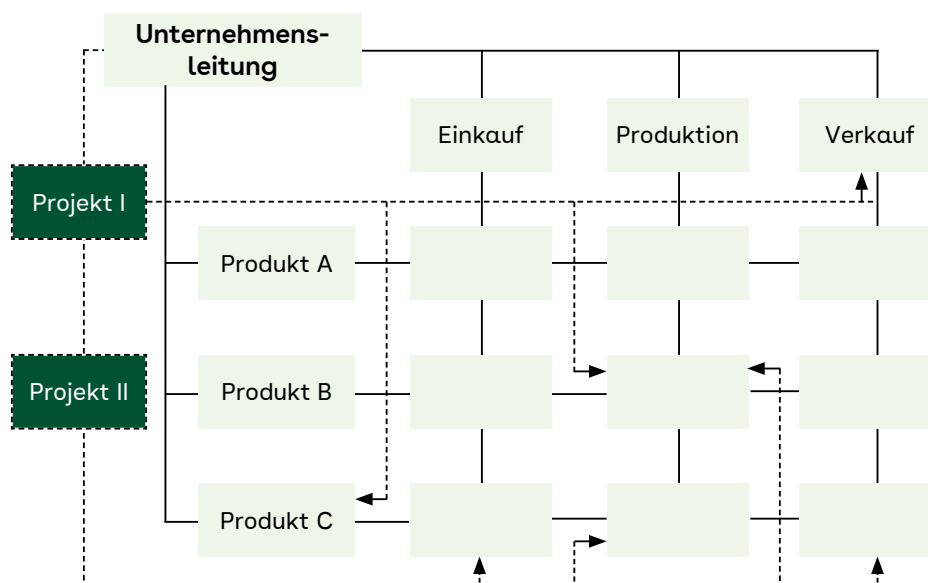 Unternehmens-
leitung
Einkauf
Produktion
Verkauf
Projekt I
Produkt A
Projekt II
Produkt B
Produkt C